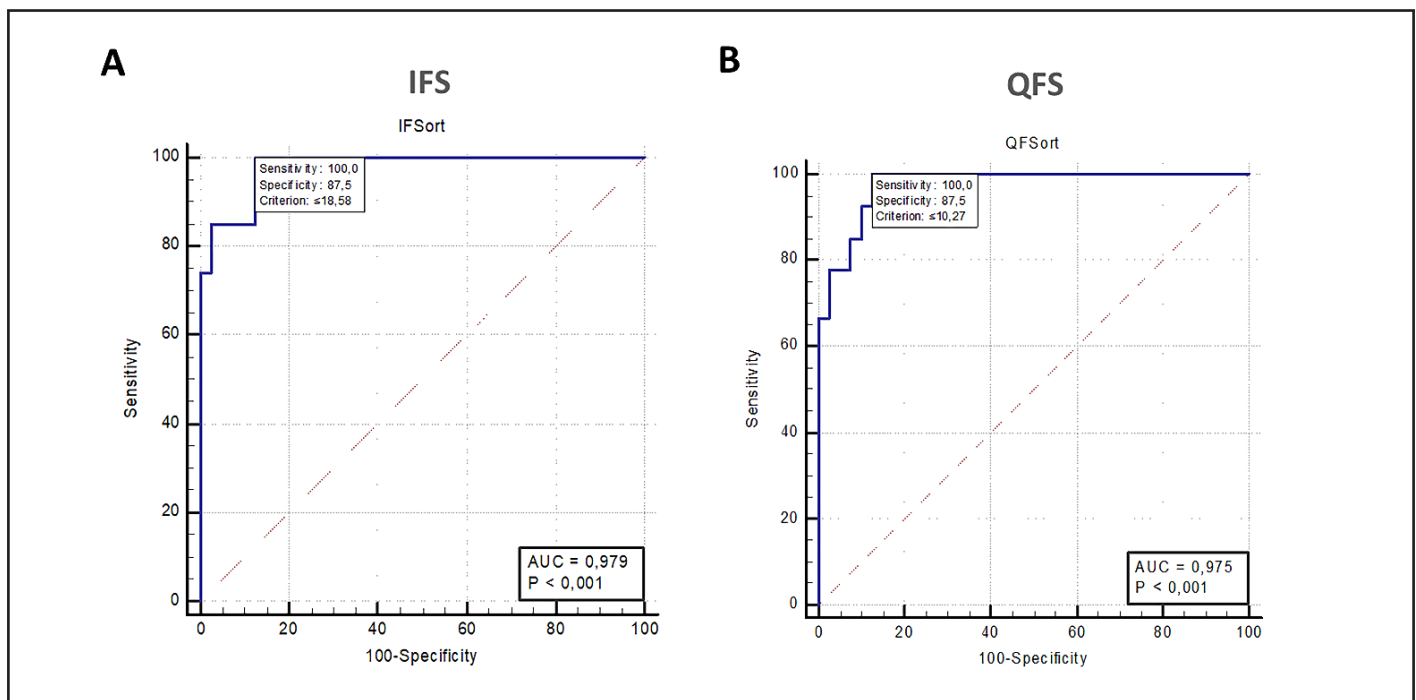 A
IFS
IFSort
100
80
60
40
20
0
Sensitivity
Sensitivity: 100,0
Specificity: 87,5
Criterion: ≤18,58
AUC = 0,979
P < 0,001
0 20 40 60 80 100
100-Specificity
B
QFS
QFSort
100
80
60
40
20
0
Sensitivity
Sensitivity: 100,0
Specificity: 87,5
Criterion: ≤10,27
AUC = 0,975
P < 0,001
0 20 40 60 80 100
100-Specificity